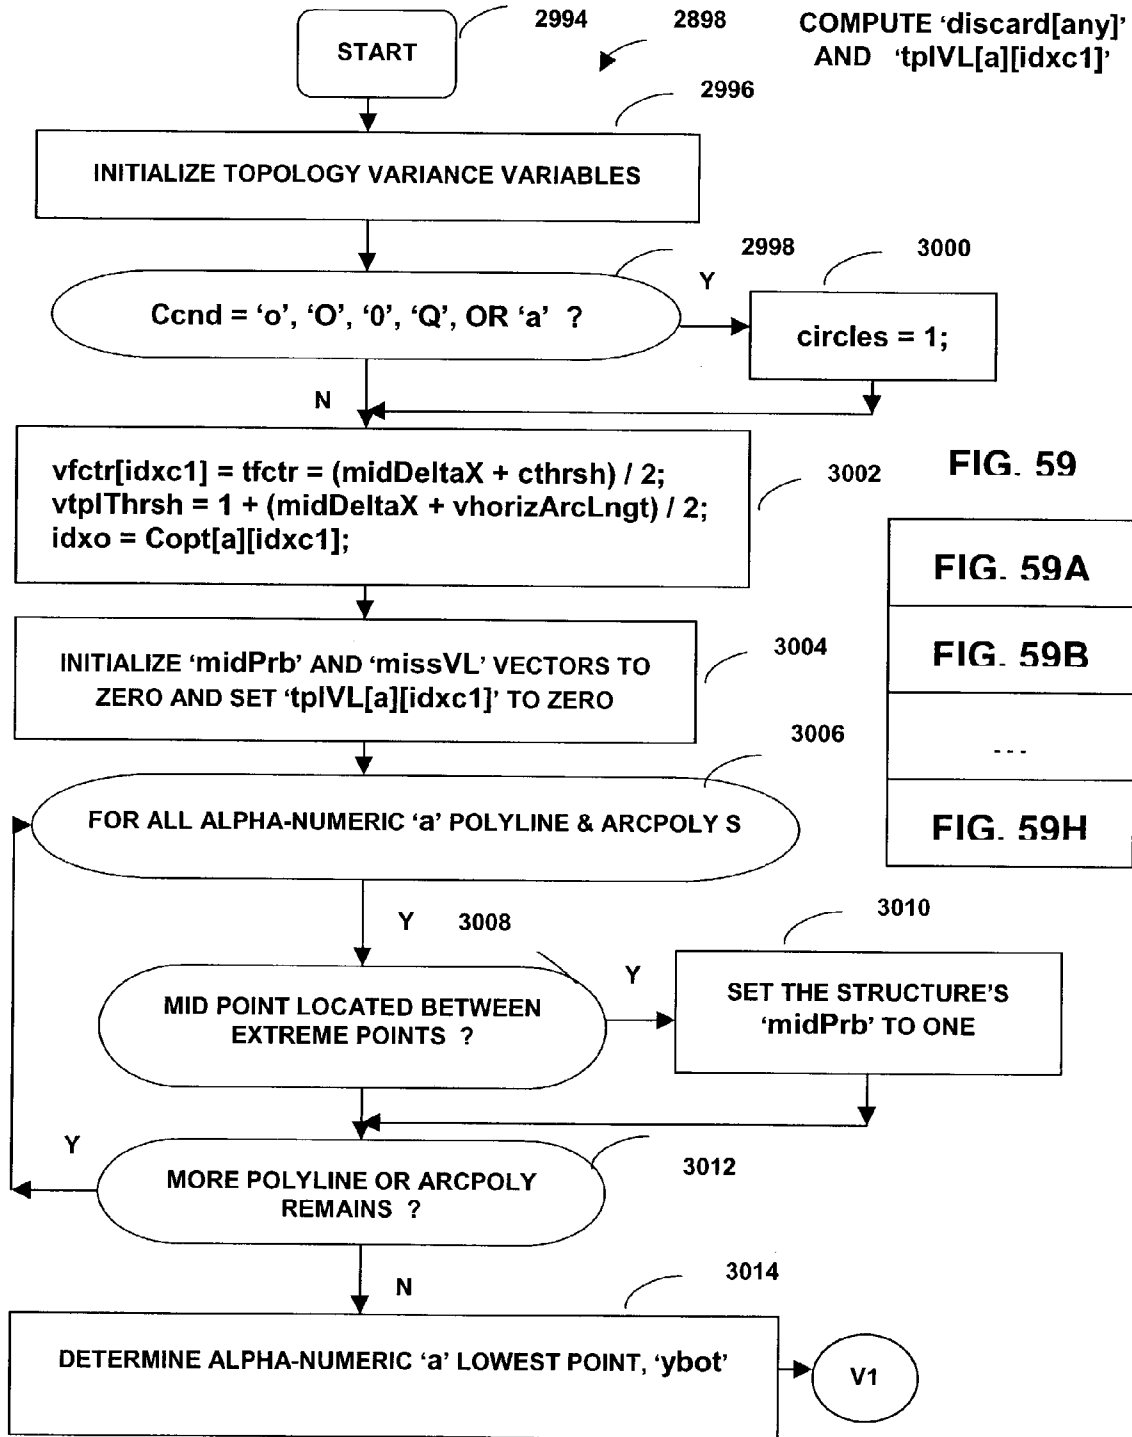 START
2994
2898
COMPUTE ‘discard[any]’
AND ‘tplVL[a][idxc1]’
2996
INITIALIZE TOPOLOGY VARIANCE VARIABLES
2998
Ccnd = ‘o’, ‘O’, ‘0’, ‘Q’, OR ‘a’ ?
Y
3000
circles = 1;
N
vfctr[idxc1] = tfctr = (midDeltaX + cthrsh) / 2;
vtplThrsh = 1 + (midDeltaX + vhorizArcLngt) / 2;
idxo = Copt[a][idxc1];
3002
FIG. 59
FIG. 59A
FIG. 59B
---
FIG. 59H
INITIALIZE ‘midPrb’ AND ‘missVL’ VECTORS TO
ZERO AND SET ‘tplVL[a][idxc1]’ TO ZERO
3004
3006
FOR ALL ALPHA-NUMERIC ‘a’ POLYLINE & ARCPOLY S
Y
3008
MID POINT LOCATED BETWEEN
EXTREME POINTS ?
Y
3010
SET THE STRUCTURE’S
‘midPrb’ TO ONE
Y
MORE POLYLINE OR ARCPOLY
REMAINS ?
3012
N
3014
DETERMINE ALPHA-NUMERIC ‘a’ LOWEST POINT, ‘ybot’
V1